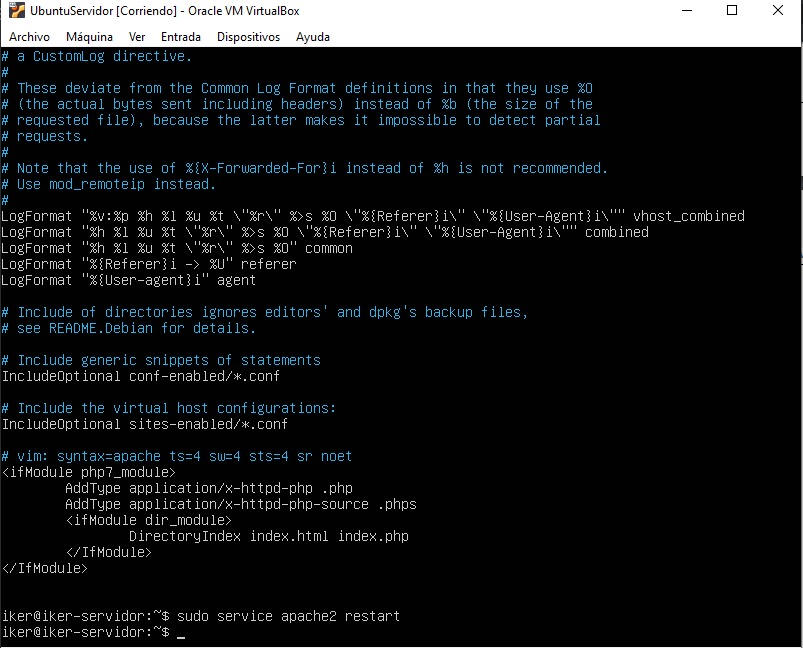 UbuntuServidor [Corriendo] - Oracle VM VirtualBox
Archivo Máquina Ver Entrada Dispositivos Ayuda
# a CustomLog directive.
#
# These deviate from the Common Log Format definitions in that they use %O
# (the actual bytes sent including headers) instead of %b (the size of the
# requested file), because the latter makes it impossible to detect partial
# requests.
#
# Note that the use of %{X-Forwarded-For}i instead of %h is not recommended.
# Use mod_remoteip instead.
#
LogFormat "%v:%p %h %l %u %t \"%r\" %>s %O \"%{Referer}i\" \"%{User-Agent}i\"" vhost_combined
LogFormat "%h %l %u %t \"%r\" %>s %O \"%{Referer}i\" \"%{User-Agent}i\"" combined
LogFormat "%h %l %u %t \"%r\" %>s %O" common
LogFormat "%{Referer}i -> %U" referer
LogFormat "%{User-agent}i" agent
# Include of directories ignores editors' and dpkg's backup files,
# see README.Debian for details.
# Include generic snippets of statements
IncludeOptional conf-enabled/*.conf
# Include the virtual host configurations:
IncludeOptional sites-enabled/*.conf
# vim: syntax=apache ts=4 sw=4 sts=4 sr noet
<ifModule php7_module>
AddType application/x-httpd-php .php
AddType application/x-httpd-php-source .phps
<ifModule dir_module>
DirectoryIndex index.html index.php
</IfModule>
</IfModule>
iker@iker-servidor:~$ sudo service apache2 restart
iker@iker-servidor:~$ _